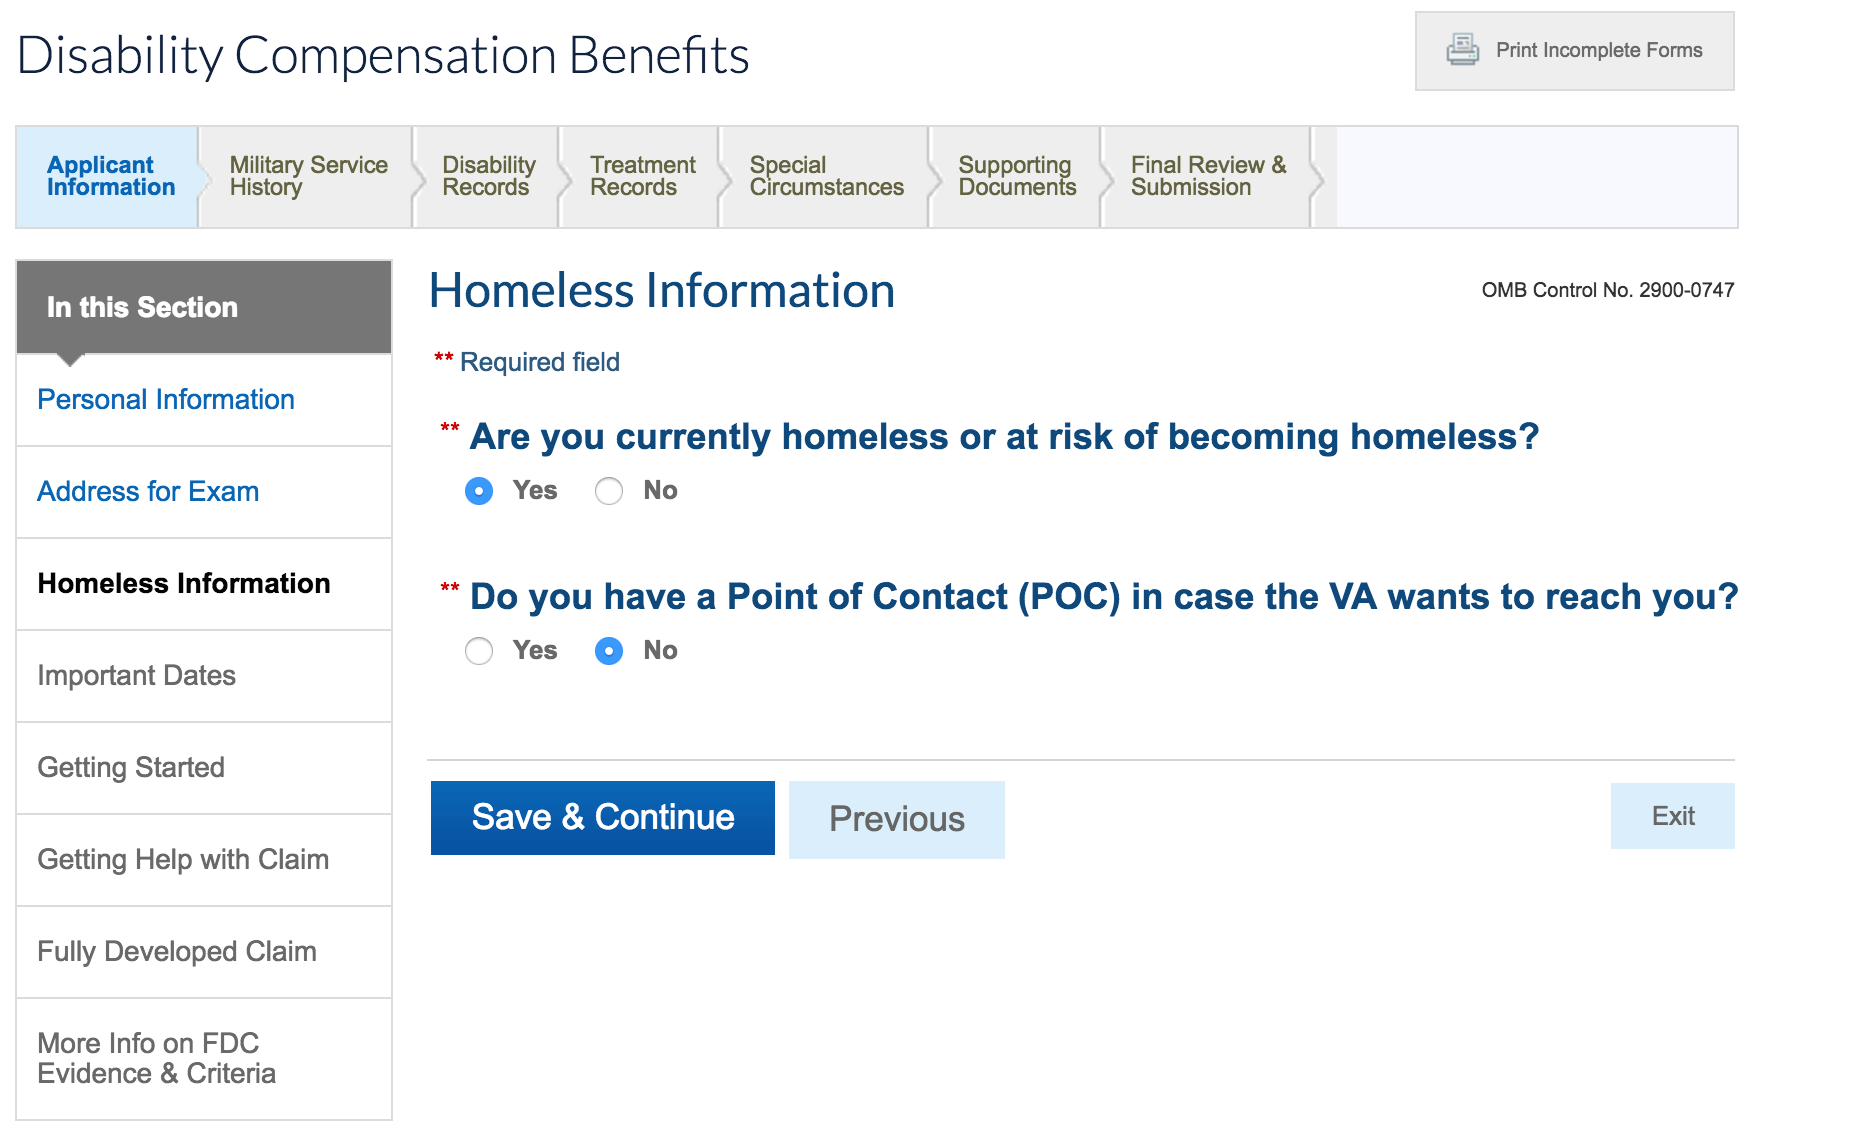 Disability Compensation Benefits
Print Incomplete Forms
Applicant
Information
Military Service
History
Disability
Records
Treatment
Records
Special
Circumstances
Supporting
Documents
Final Review &
Submission
In this Section
Personal Information
Address for Exam
Homeless Information
Important Dates
Getting Started
Getting Help with Claim
Fully Developed Claim
More Info on FDC
Evidence & Criteria
Homeless Information
OMB Control No. 2900-0747
** Required field
** Are you currently homeless or at risk of becoming homeless?
Yes No
** Do you have a Point of Contact (POC) in case the VA wants to reach you?
Yes No
Save & Continue
Previous
Exit